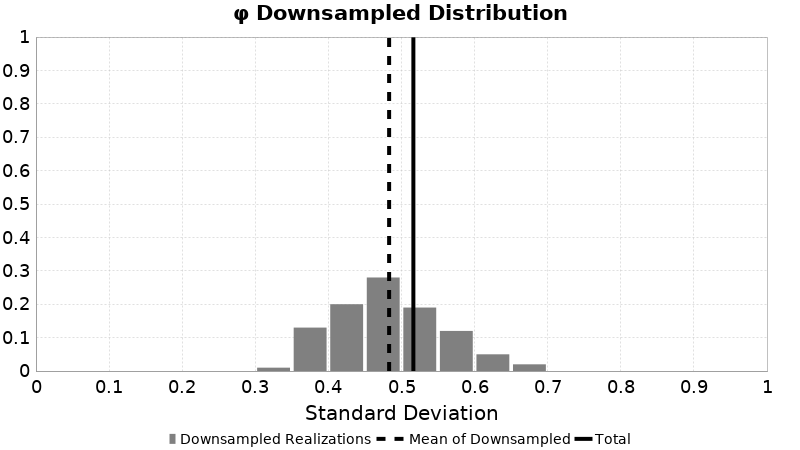 φ Downsampled Distribution
1
0.9
0.8
0.7
0.6
0.5
0.4
0.3
0.2
0.1
0
0 0.1 0.2 0.3 0.4 0.5 0.6 0.7 0.8 0.9 1
Standard Deviation
Downsampled Realizations Mean of Downsampled Total